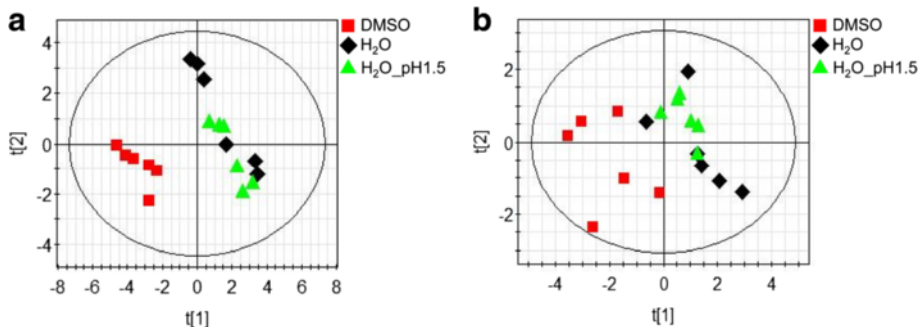 a
DMSO
H₂O
H₂O_pH1.5
t[2]
4
2
0
-2
-4
-8 -6 -4 -2 0 2 4 6 8
t[1]
b
DMSO
H₂O
H₂O_pH1.5
t[2]
2
0
-2
-4 -2 0 2 4
t[1]